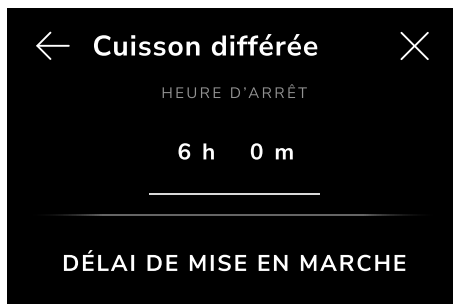 Cuisson différée
HEURE D'ARRÊT
6 h 0 m
DÉLAI DE MISE EN MARCHE